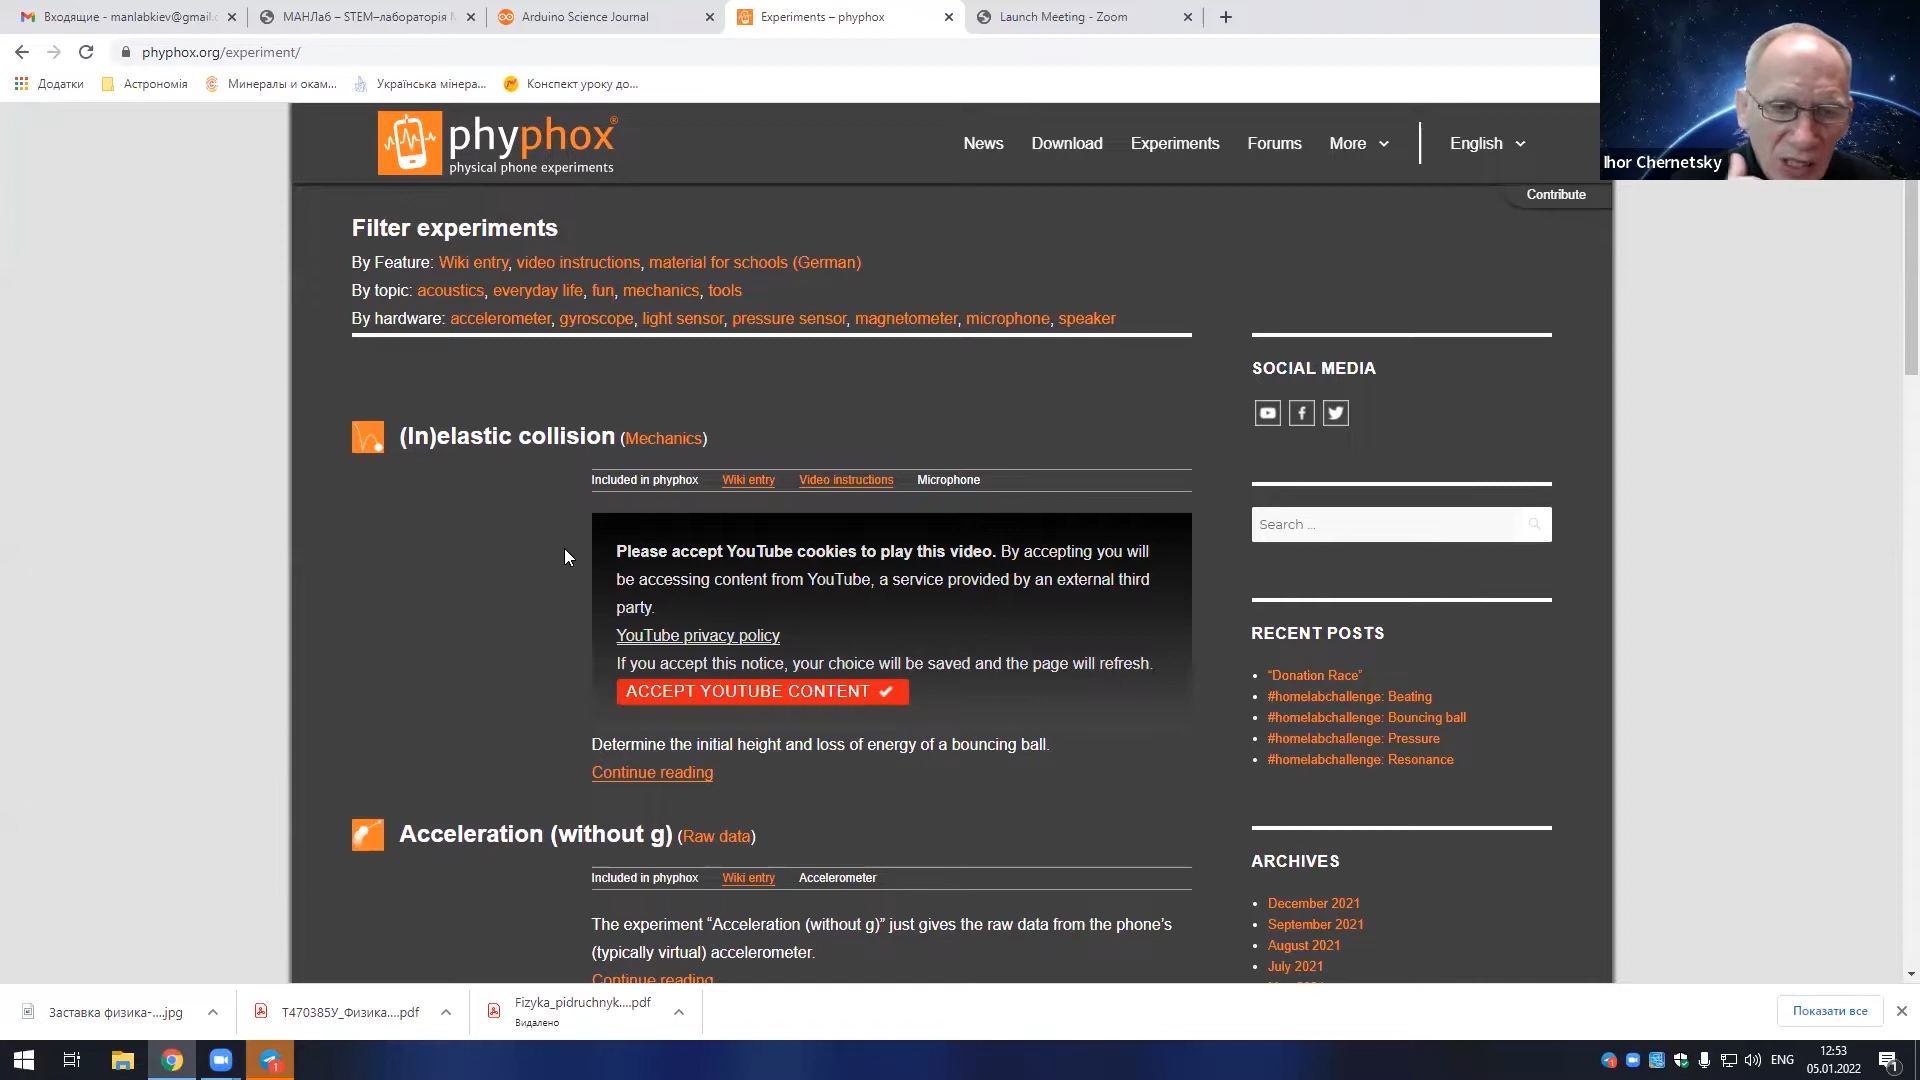 Входящие - manlabkiev@gmail.
МАНЛаб – STEM–лабораторія
Arduino Science Journal
Experiments – phyphox
Launch Meeting - Zoom
phyphox.org/experiment/
Додатки
Астрономія
Минералы и окам...
Українська мінера...
Конспект уроку до...
phyphox®
physical phone experiments
News
Download
Experiments
Forums
More
English
Contribute
Ihor Chernetsky
Filter experiments
By Feature: Wiki entry, video instructions, material for schools (German)
By topic: acoustics, everyday life, fun, mechanics, tools
By hardware: accelerometer, gyroscope, light sensor, pressure sensor, magnetometer, microphone, speaker
(In)elastic collision (Mechanics)
Included in phyphox Wiki entry Video instructions Microphone
Please accept YouTube cookies to play this video. By accepting you will
be accessing content from YouTube, a service provided by an external third
party.
YouTube privacy policy
If you accept this notice, your choice will be saved and the page will refresh.
ACCEPT YOUTUBE CONTENT
Determine the initial height and loss of energy of a bouncing ball.
Continue reading
Acceleration (without g) (Raw data)
Included in phyphox Wiki entry Accelerometer
The experiment “Acceleration (without g)” just gives the raw data from the phone’s
(typically virtual) accelerometer.
Continue reading
SOCIAL MEDIA
Search ...
RECENT POSTS
“Donation Race”
#homelabchallenge: Beating
#homelabchallenge: Bouncing ball
#homelabchallenge: Pressure
#homelabchallenge: Resonance
ARCHIVES
December 2021
September 2021
August 2021
July 2021
Заставка физика-....jpg
Т470385У_Физика....pdf
Fizyka_pidruchnyk....pdf
Видалено
Показати все
ENG
12:53
05.01.2022